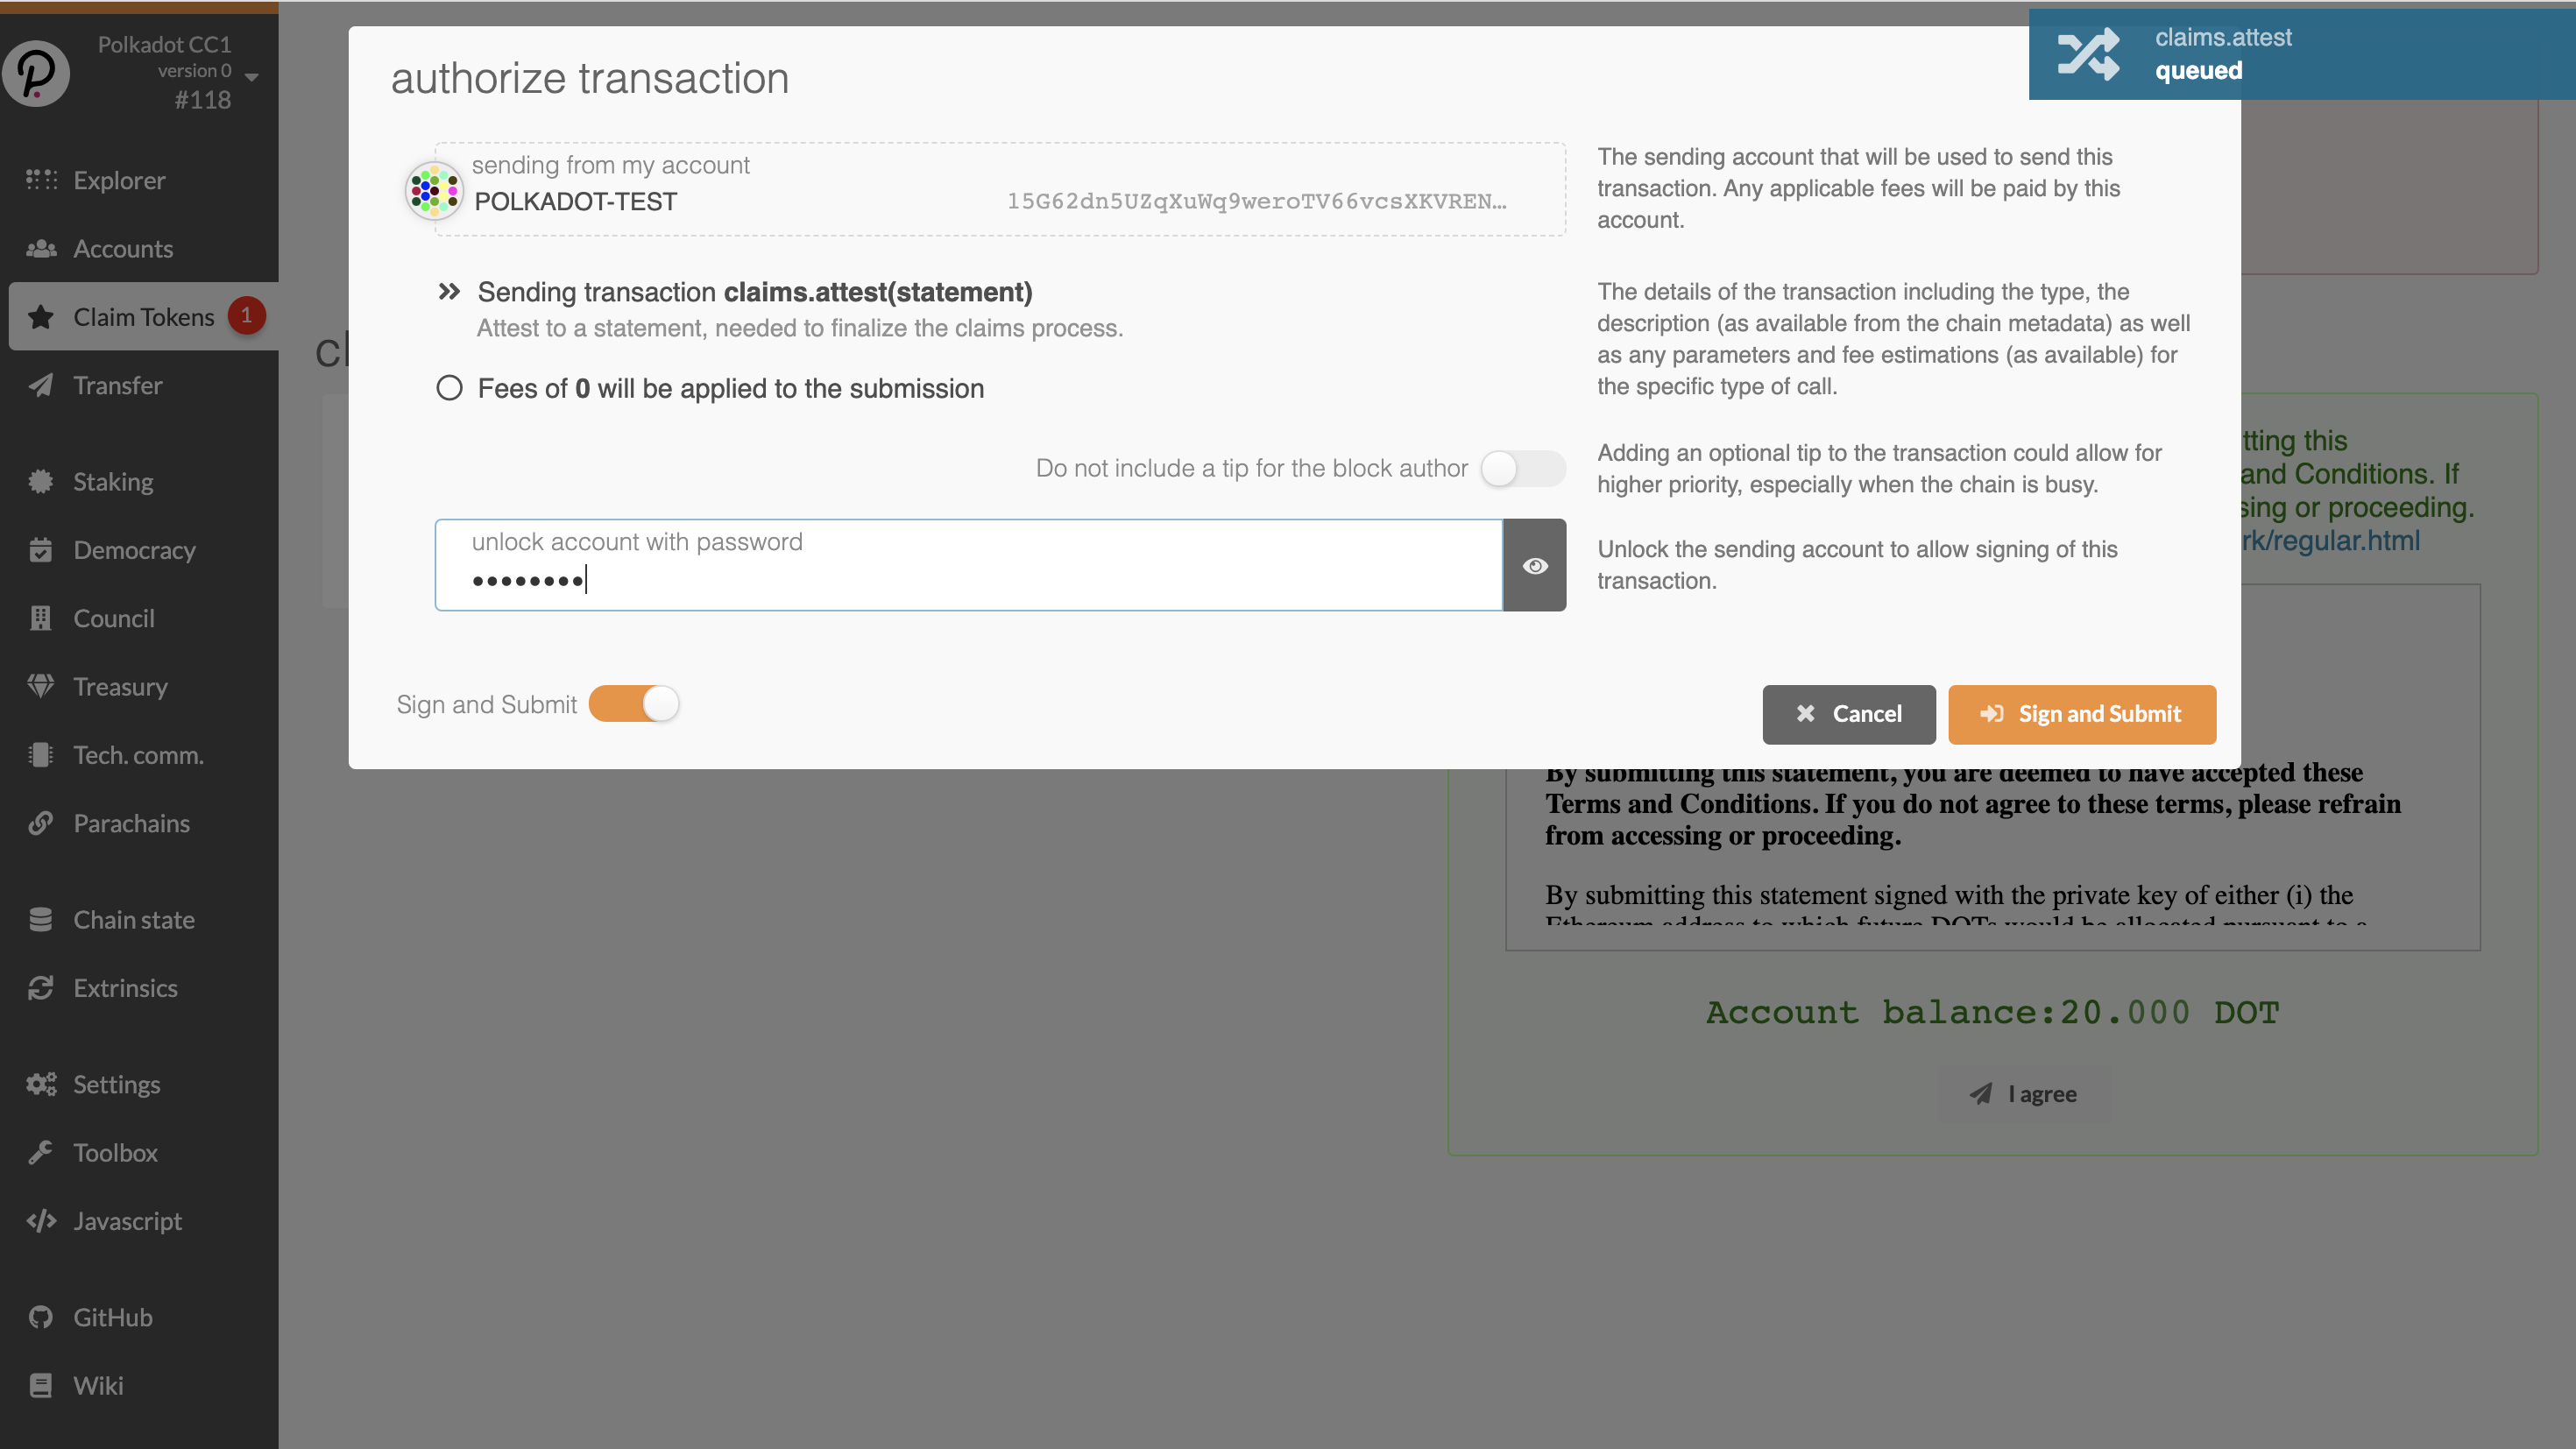 Polkadot CC1
version 0
#118
Explorer
Accounts
Claim Tokens 1
Transfer
Staking
Democracy
Council
Treasury
Tech. comm.
Parachains
Chain state
Extrinsics
Settings
Toolbox
Javascript
GitHub
Wiki
claims.attest
queued
authorize transaction
sending from my account
POLKADOT-TEST 15G62dn5UZqXuWq9weroTV66vcsXKVREN…
The sending account that will be used to send this
transaction. Any applicable fees will be paid by this
account.
Sending transaction claims.attest(statement)
Attest to a statement, needed to finalize the claims process.
Fees of 0 will be applied to the submission
The details of the transaction including the type, the
description (as available from the chain metadata) as well
as any parameters and fee estimations (as available) for
the specific type of call.
Do not include a tip for the block author
Adding an optional tip to the transaction could allow for
higher priority, especially when the chain is busy.
unlock account with password
••••••••
Unlock the sending account to allow signing of this
transaction.
Sign and Submit
Cancel
Sign and Submit
cl
tting this
and Conditions. If
sing or proceeding.
rk/regular.html
By submitting this statement, you are deemed to have accepted these
Terms and Conditions. If you do not agree to these terms, please refrain
from accessing or proceeding.
By submitting this statement signed with the private key of either (i) the
Ethereum address to which future DOTs would be allocated pursuant to a
Account balance:20.000 DOT
I agree